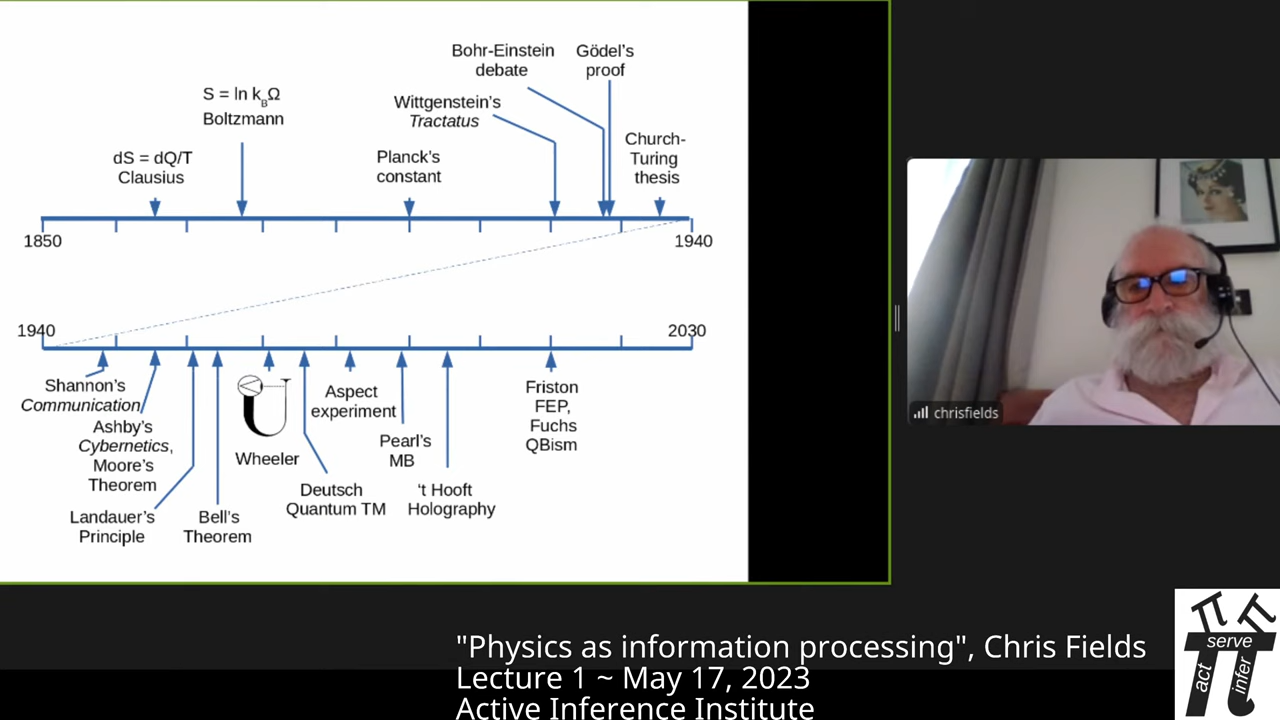 Bohr-Einstein
debate
Gödel's
proof
S = ln kBΩ
Boltzmann
Wittgenstein's
Tractatus
Church-
Turing
thesis
dS = dQ/T
Clausius
Planck's
constant
1850
1940
1940
2030
Shannon's
Communication
Ashby's
Cybernetics,
Moore's
Theorem
Landauer's
Principle
Bell's
Theorem
Wheeler
Deutsch
Quantum TM
Aspect
experiment
Pearl's
MB
't Hooft
Holography
Friston
FEP,
Fuchs
QBism
chrisfields
"Physics as information processing", Chris Fields
Lecture 1 ~ May 17, 2023
Active Inference Institute
serve
act
infer